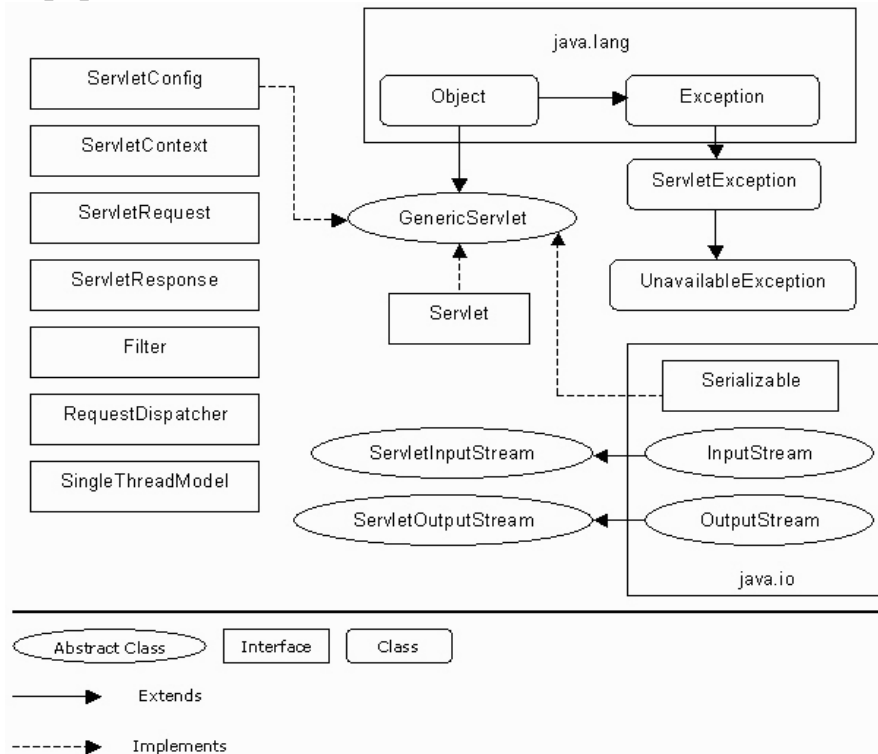 java.lang
ServletConfig
Object
Exception
ServletContext
ServletException
ServletRequest
GenericServlet
ServletResponse
UnavailableException
Servlet
Filter
Serializable
RequestDispatcher
ServletInputStream
InputStream
SingleThreadModel
ServletOutputStream
OutputStream
java.io
Abstract Class
Interface
Class
Extends
Implements